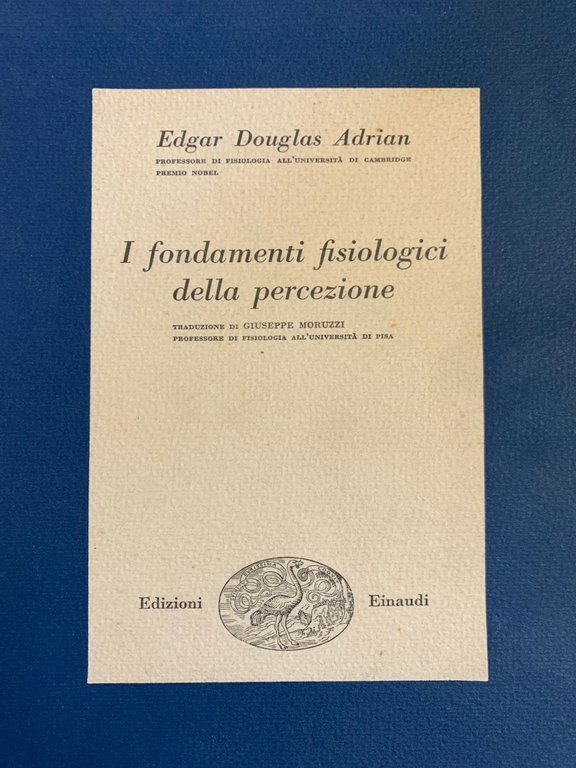 Edgar Douglas Adrian
PROFESSORE DI FISIOLOGIA ALL'UNIVERSITÀ DI CAMBRIDGE
PREMIO NOBEL
I fondamenti fisiologici
della percezione
TRADUZIONE DI GIUSEPPE MORUZZI
PROFESSORE DI FISIOLOGIA ALL'UNIVERSITÀ DI PISA
Edizioni Einaudi